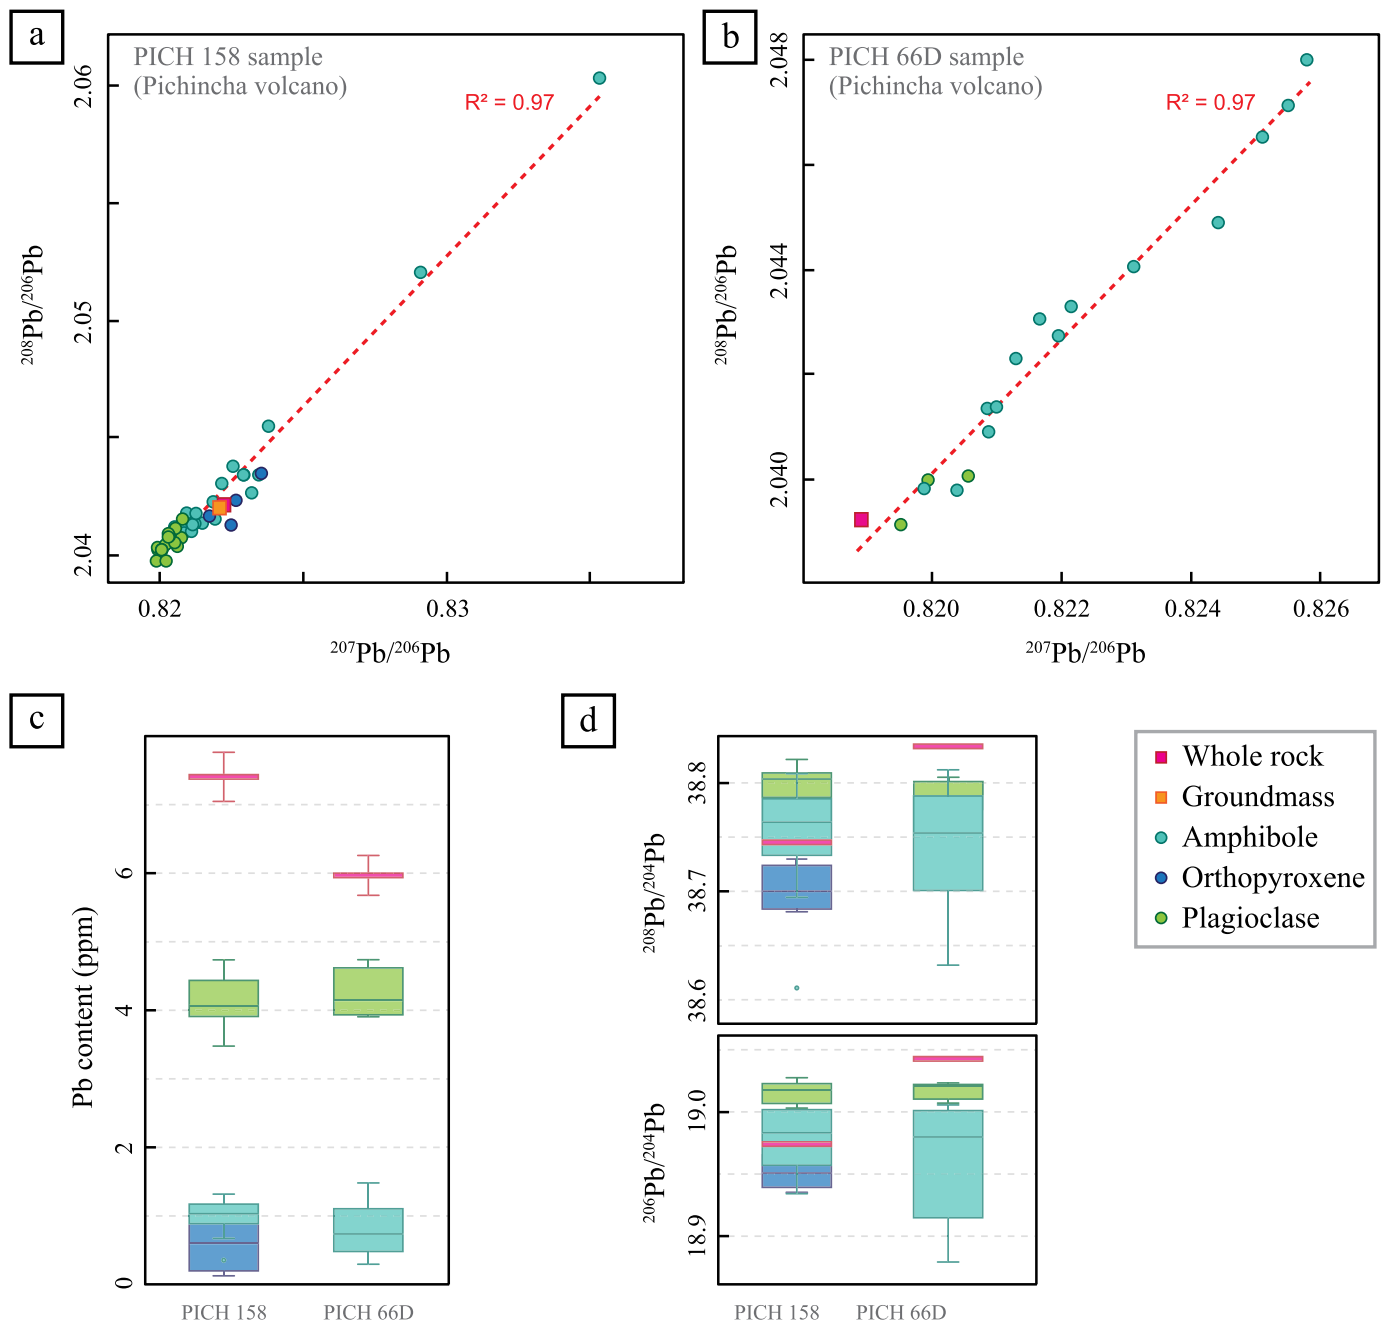 a
PICH 158 sample
(Pichincha volcano)
R² = 0.97
2.06
2.05
2.04
²⁰⁸Pb/²⁰⁶Pb
0.82
0.83
²⁰⁷Pb/²⁰⁶Pb
b
PICH 66D sample
(Pichincha volcano)
R² = 0.97
2.048
2.044
2.040
²⁰⁸Pb/²⁰⁶Pb
0.820
0.822
0.824
0.826
²⁰⁷Pb/²⁰⁶Pb
c
Pb content (ppm)
6
4
2
0
PICH 158
PICH 66D
d
38.8
38.7
38.6
²⁰⁸Pb/²⁰⁴Pb
19.0
18.9
²⁰⁶Pb/²⁰⁴Pb
PICH 158
PICH 66D
Whole rock
Groundmass
Amphibole
Orthopyroxene
Plagioclase